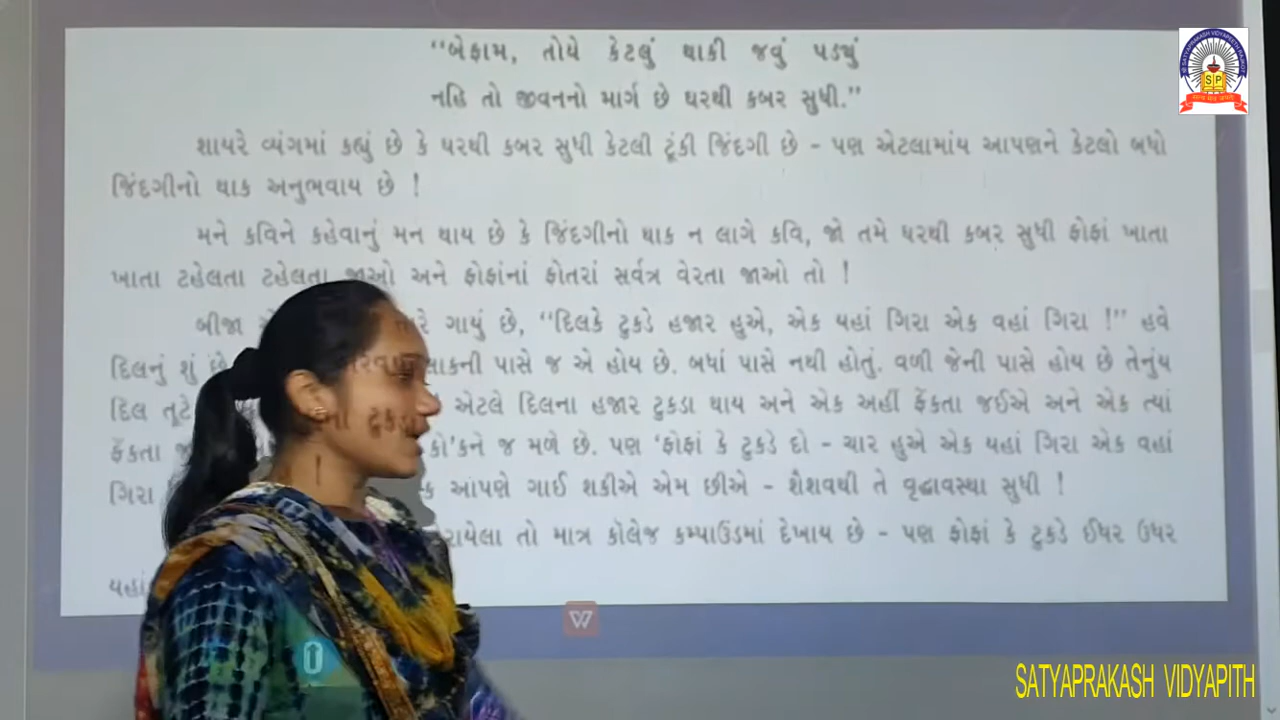 “બેફામ, તોયે કેટલું થાકી જવું પડયું
નહિ તો જીવનનો માર્ગ છે ઘરથી કબર સુધી.”
શાયરે વ્યંગમાં કહ્યું છે કે ઘરથી કબર સુધી કેટલી ટૂંકી જિંદગી છે - પણ એટલામાંય આપણને કેટલો બધો
જિંદગીનો થાક અનુભવાય છે !
મને કવિને કહેવાનું મન થાય છે કે જિંદગીનો થાક ન લાગે કવિ, જો તમે ઘરથી કબર સુધી ફોફાં ખાતા
ખાતા ટહેલતા ટહેલતા જાઓ અને ફોફાંનાં ફોતરાં સર્વત્ર વેરતા જાઓ તો !
બીજા ગાયું છે, “દિલકે ટુકડે હજાર હુએ, એક યહાં ગિરા એક વહાં ગિરા !” હવે
દિલનું શું છે પાસે જ એ હોય છે. બધાં પાસે નથી હોતું. વળી જેની પાસે હોય છે તેનુંય
દિલ તૂટે એટલે દિલના હજાર ટુકડા થાય અને એક અહીં ફેંકતા જઈએ અને એક ત્યાં
ફેંકતા કો'કને જ મળે છે. પણ ‘ફોફાં કે ટુકડે દો - ચાર હુએ એક યહાં ગિરા એક વહાં
ગિરા આપણે ગાઈ શકીએ એમ છીએ - શૈશવથી તે વૃદ્ધાવસ્થા સુધી !
તો માત્ર કૉલેજ કમ્પાઉંડમાં દેખાય છે - પણ ફોફાં કે ટુકડે ઈધર ઉધર
SATYAPRAKASH VIDYAPITH